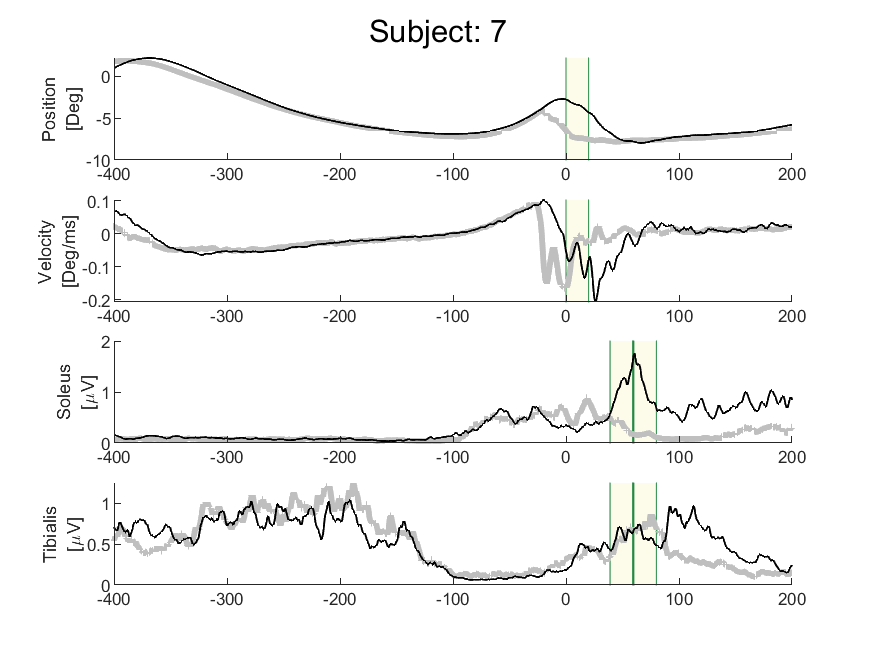 Subject: 7
Position
[Deg]
0
-5
-10
-400 -300 -200 -100 0 100 200
Velocity
[Deg/ms]
0.1
0
-0.1
-0.2
-400 -300 -200 -100 0 100 200
Soleus
[μV]
2
1
0
-400 -300 -200 -100 0 100 200
Tibialis
[μV]
1
0.5
0
-400 -300 -200 -100 0 100 200